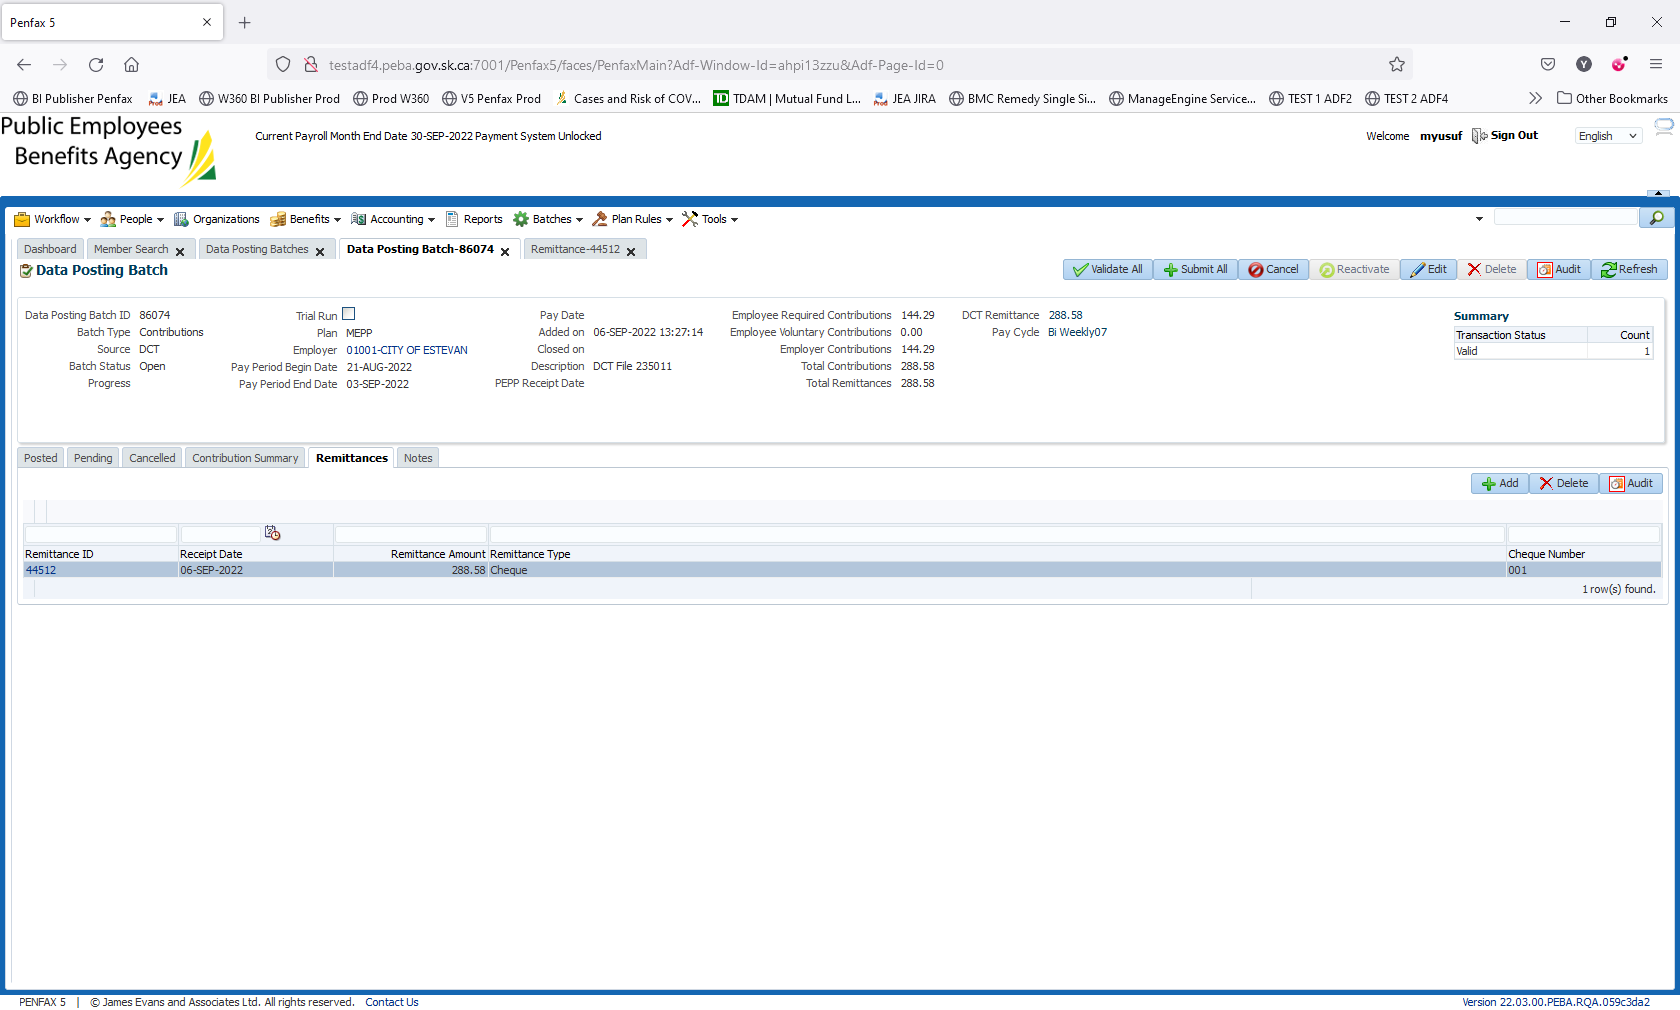 Penfax 5
testadf4.peba.gov.sk.ca:7001/Penfax5/faces/PenfaxMain?Adf-Window-Id=ahpi13zzu&Adf-Page-Id=0
BI Publisher Penfax JEA W360 BI Publisher Prod Prod W360 V5 Penfax Prod Cases and Risk of COV... TD TDAM | Mutual Fund L... JEA JIRA BMC Remedy Single Si... ManageEngine Service... TEST 1 ADF2 TEST 2 ADF4 Other Bookmarks
Public Employees
Benefits Agency
Current Payroll Month End Date 30-SEP-2022 Payment System Unlocked
Welcome myusuf Sign Out English
Workflow People Organizations Benefits Accounting Reports Batches Plan Rules Tools
Dashboard Member Search Data Posting Batches Data Posting Batch-86074 Remittance-44512
Data Posting Batch
Validate All Submit All Cancel Reactivate Edit Delete Audit Refresh
Data Posting Batch ID 86074 Trial Run Pay Date Employee Required Contributions 144.29 DCT Remittance 288.58 Summary
Batch Type Contributions Plan MEPP Added on 06-SEP-2022 13:27:14 Employee Voluntary Contributions 0.00 Pay Cycle Bi Weekly07 Transaction Status Count
Source DCT Employer 01001-CITY OF ESTEVAN Closed on Employer Contributions 144.29 Valid 1
Batch Status Open Pay Period Begin Date 21-AUG-2022 Description DCT File 235011 Total Contributions 288.58
Progress Pay Period End Date 03-SEP-2022 PEPP Receipt Date Total Remittances 288.58
Posted Pending Cancelled Contribution Summary Remittances Notes
Add Delete Audit
Remittance ID Receipt Date Remittance Amount Remittance Type Cheque Number
44512 06-SEP-2022 288.58 Cheque 001
1 row(s) found.
PENFAX 5 | © James Evans and Associates Ltd. All rights reserved. Contact Us Version 22.03.00.PEBA.RQA.059c3da2